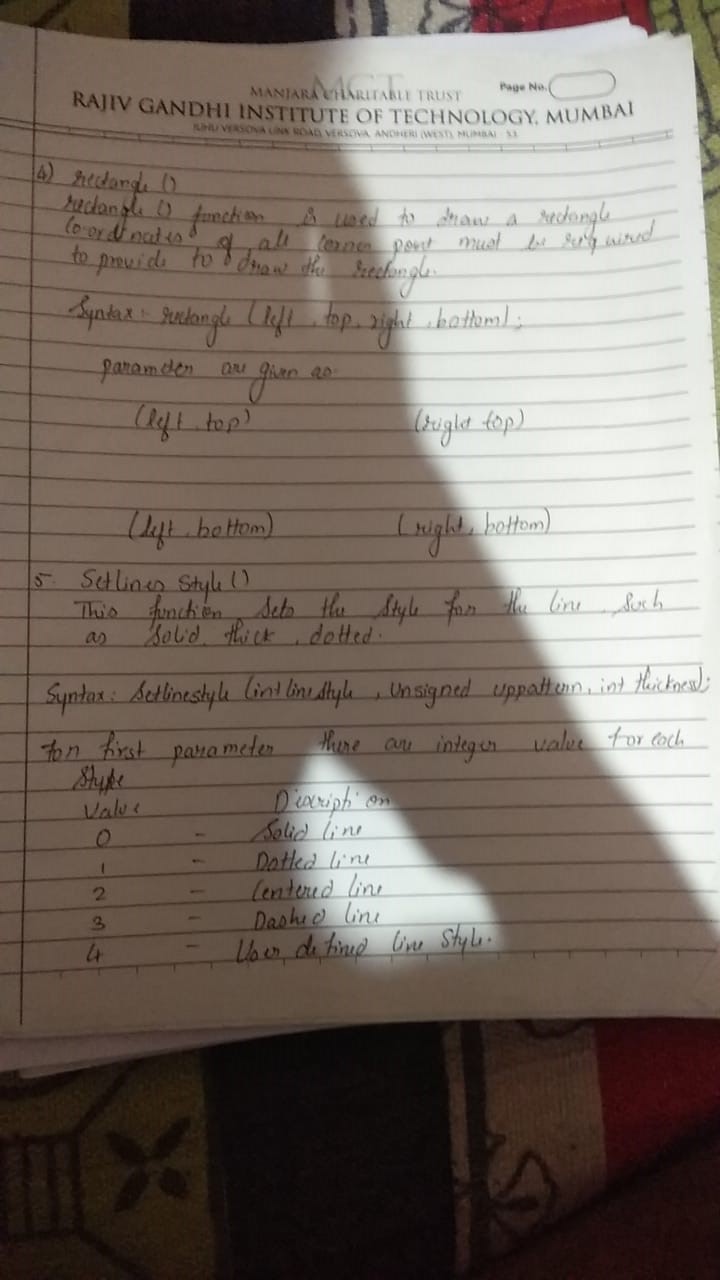 MCT
MANJARA CHARITABLE TRUST
Page No.
RAJIV GANDHI INSTITUTE OF TECHNOLOGY, MUMBAI
JUHU VERSOVA LINK ROAD, VERSOVA, ANDHERI (WEST), MUMBAI - 53
4) rectangle ()
rectangle () function is used to draw a rectangle
Coordinates of all corner point must be required
to provide to draw the rectangle.
Syntax :- rectangle (left, top, right, bottom);
parameter are given as
(left, top) (right top)
(left, bottom) (right, bottom)
5. Setlines Style ()
This function sets the style for the line such
as solid, thick, dotted.
Syntax: Setlinestyle (int linestyle, Unsigned uppattern, int thickness);
For first parameter there are integer value for each
Style
Value Discription
0 - Solid line
1 - Dotted line
2 - Centered line
3 - Dashed line
4 - User defined line Style.